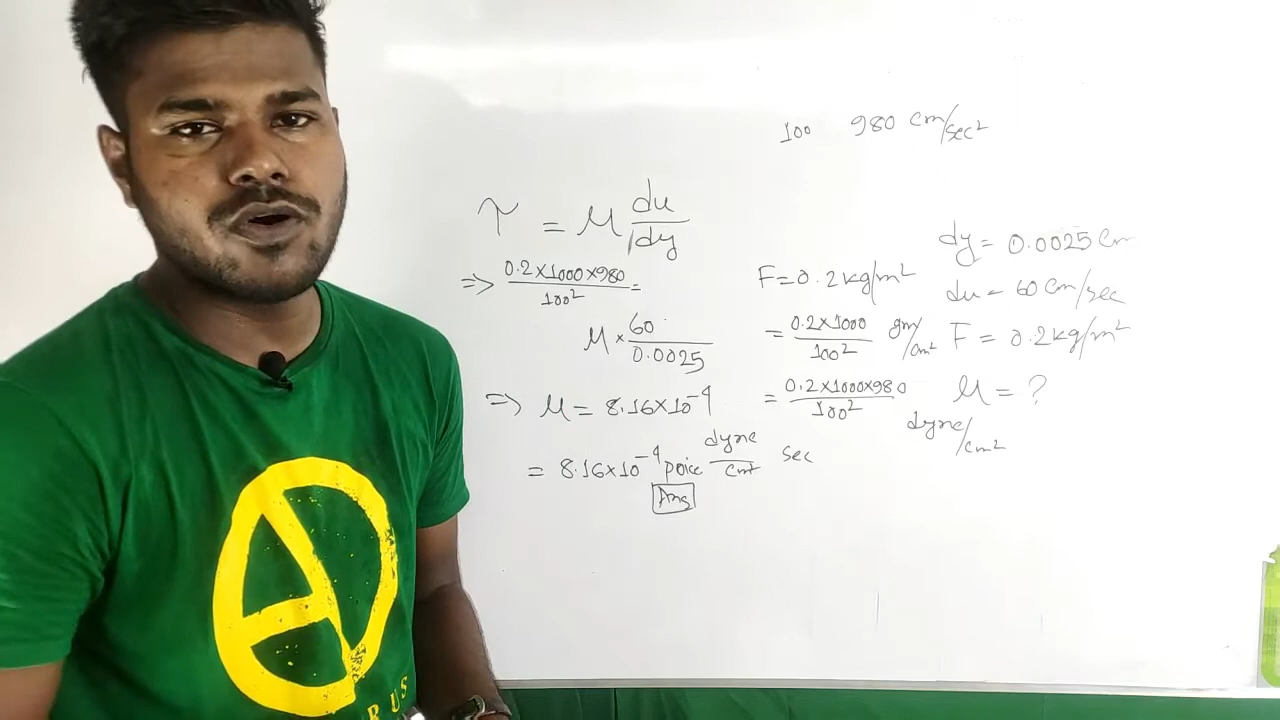 100 980 cm/sec²
τ = μ du/dy
=> 0.2×1000×980/100² =
μ × 60/0.0025
=> μ = 8.16×10⁻⁴
= 8.16×10⁻⁴ poice dyne/cm² sec
Ans
F = 0.2 kg/m²
= 0.2×1000/100² gm/cm²
= 0.2×1000×980/100² dyne/cm²
dy = 0.0025 cm
du = 60 cm/sec
F = 0.2 kg/m²
μ = ?
RUS